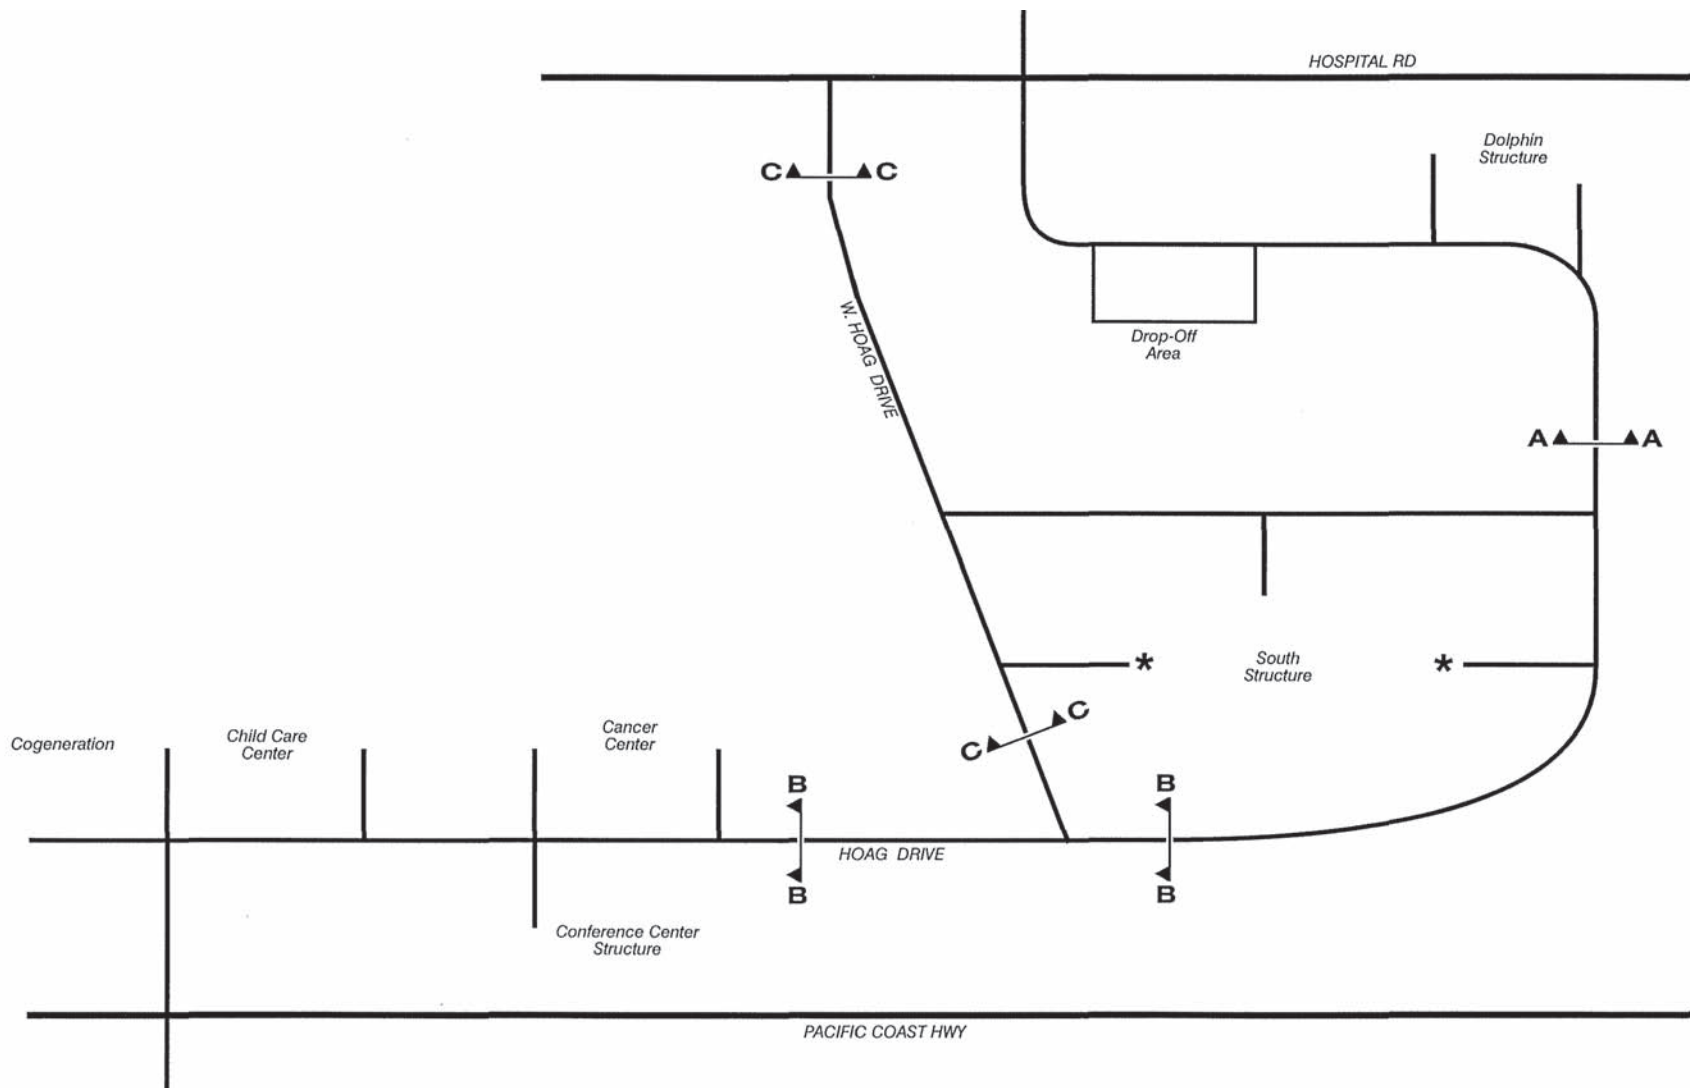 HOSPITAL RD
Dolphin
Structure
C
C
Drop-Off
Area
W. HOAG DRIVE
A
A
*
South
Structure
*
C
C
Cogeneration
Child Care
Center
Cancer
Center
B
B
HOAG DRIVE
B
B
Conference Center
Structure
PACIFIC COAST HWY